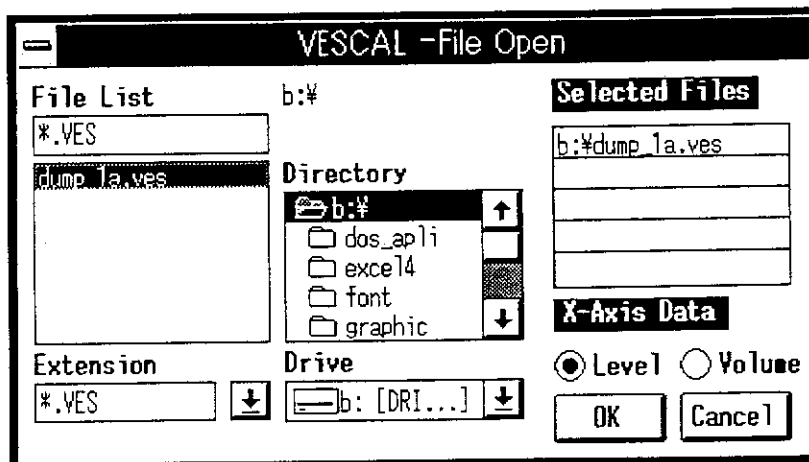 VESCAL -File Open
File List
*.VES
dump_1a.ves
Extension
*.VES
b:¥
Directory
b:¥
dos_apli
excel4
font
graphic
Drive
b: [DRI...]
Selected Files
b:¥dump_1a.ves
X-Axis Data
Level
Volume
OK
Cancel